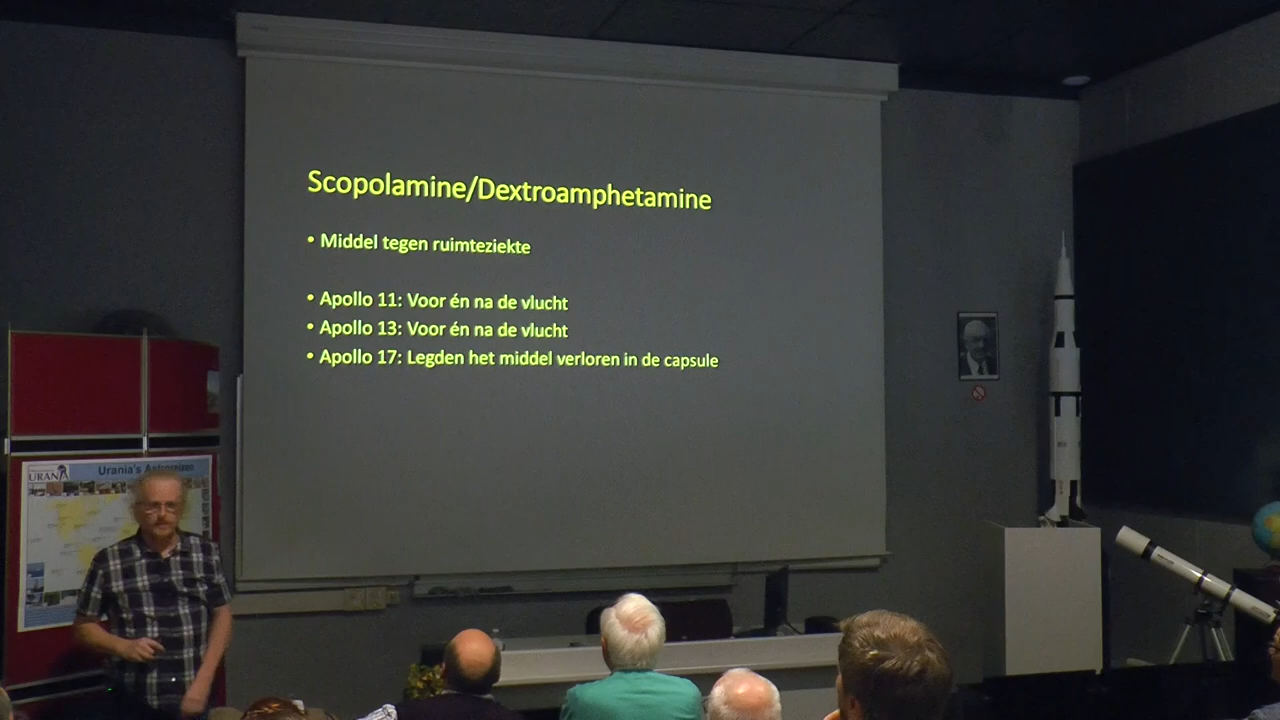 Scopolamine/Dextroamphetamine
• Middel tegen ruimteziekte
• Apollo 11: Voor én na de vlucht
• Apollo 13: Voor én na de vlucht
• Apollo 17: Legden het middel verloren in de capsule
Urania's Astroreizen
URANIA